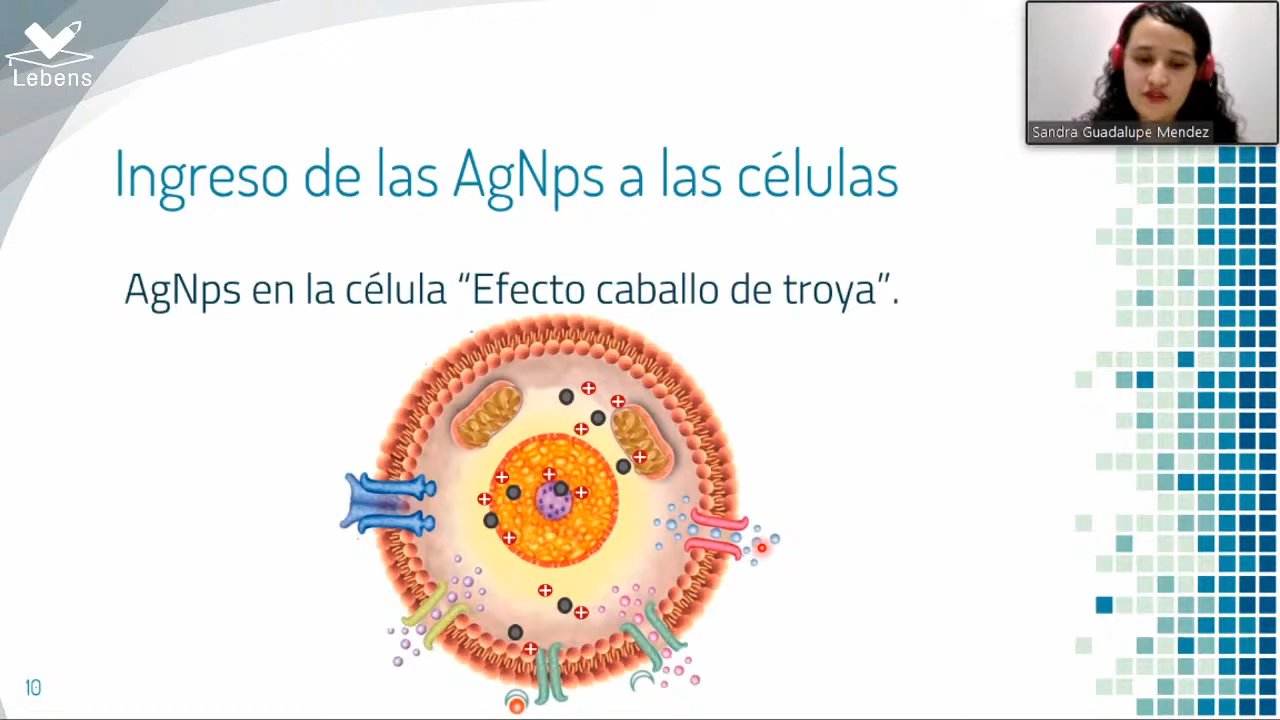 Lebens
Sandra Guadalupe Mendez
Ingreso de las AgNps a las células
AgNps en la célula “Efecto caballo de troya”.
10